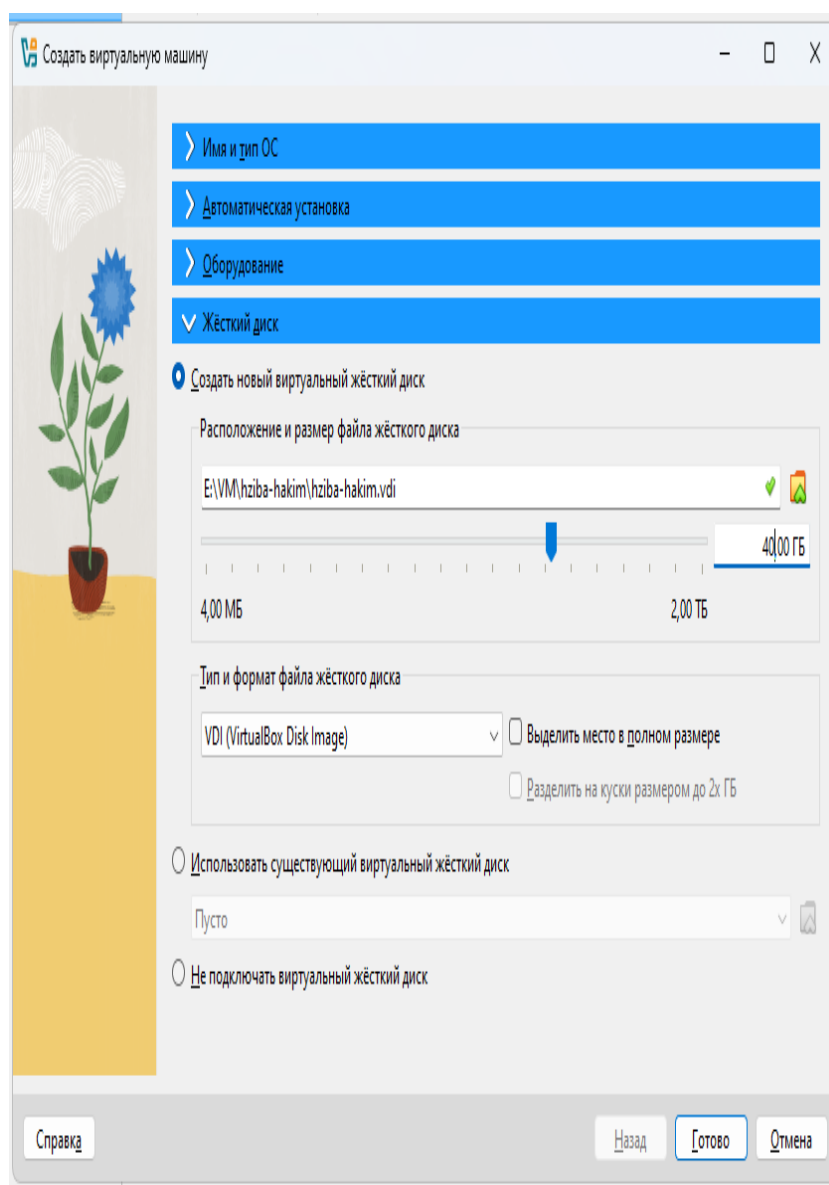 Создать виртуальную машину
Имя и тип ОС
Автоматическая установка
Оборудование
Жёсткий диск
Создать новый виртуальный жёсткий диск
Расположение и размер файла жёсткого диска
E:\VM\hziba-hakim\hziba-hakim.vdi
40,00 ГБ
4,00 МБ 2,00 ТБ
Тип и формат файла жёсткого диска
VDI (VirtualBox Disk Image) Выделить место в полном размере
Разделить на куски размером до 2х ГБ
Использовать существующий виртуальный жёсткий диск
Пусто
Не подключать виртуальный жёсткий диск
Справка Назад Готово Отмена